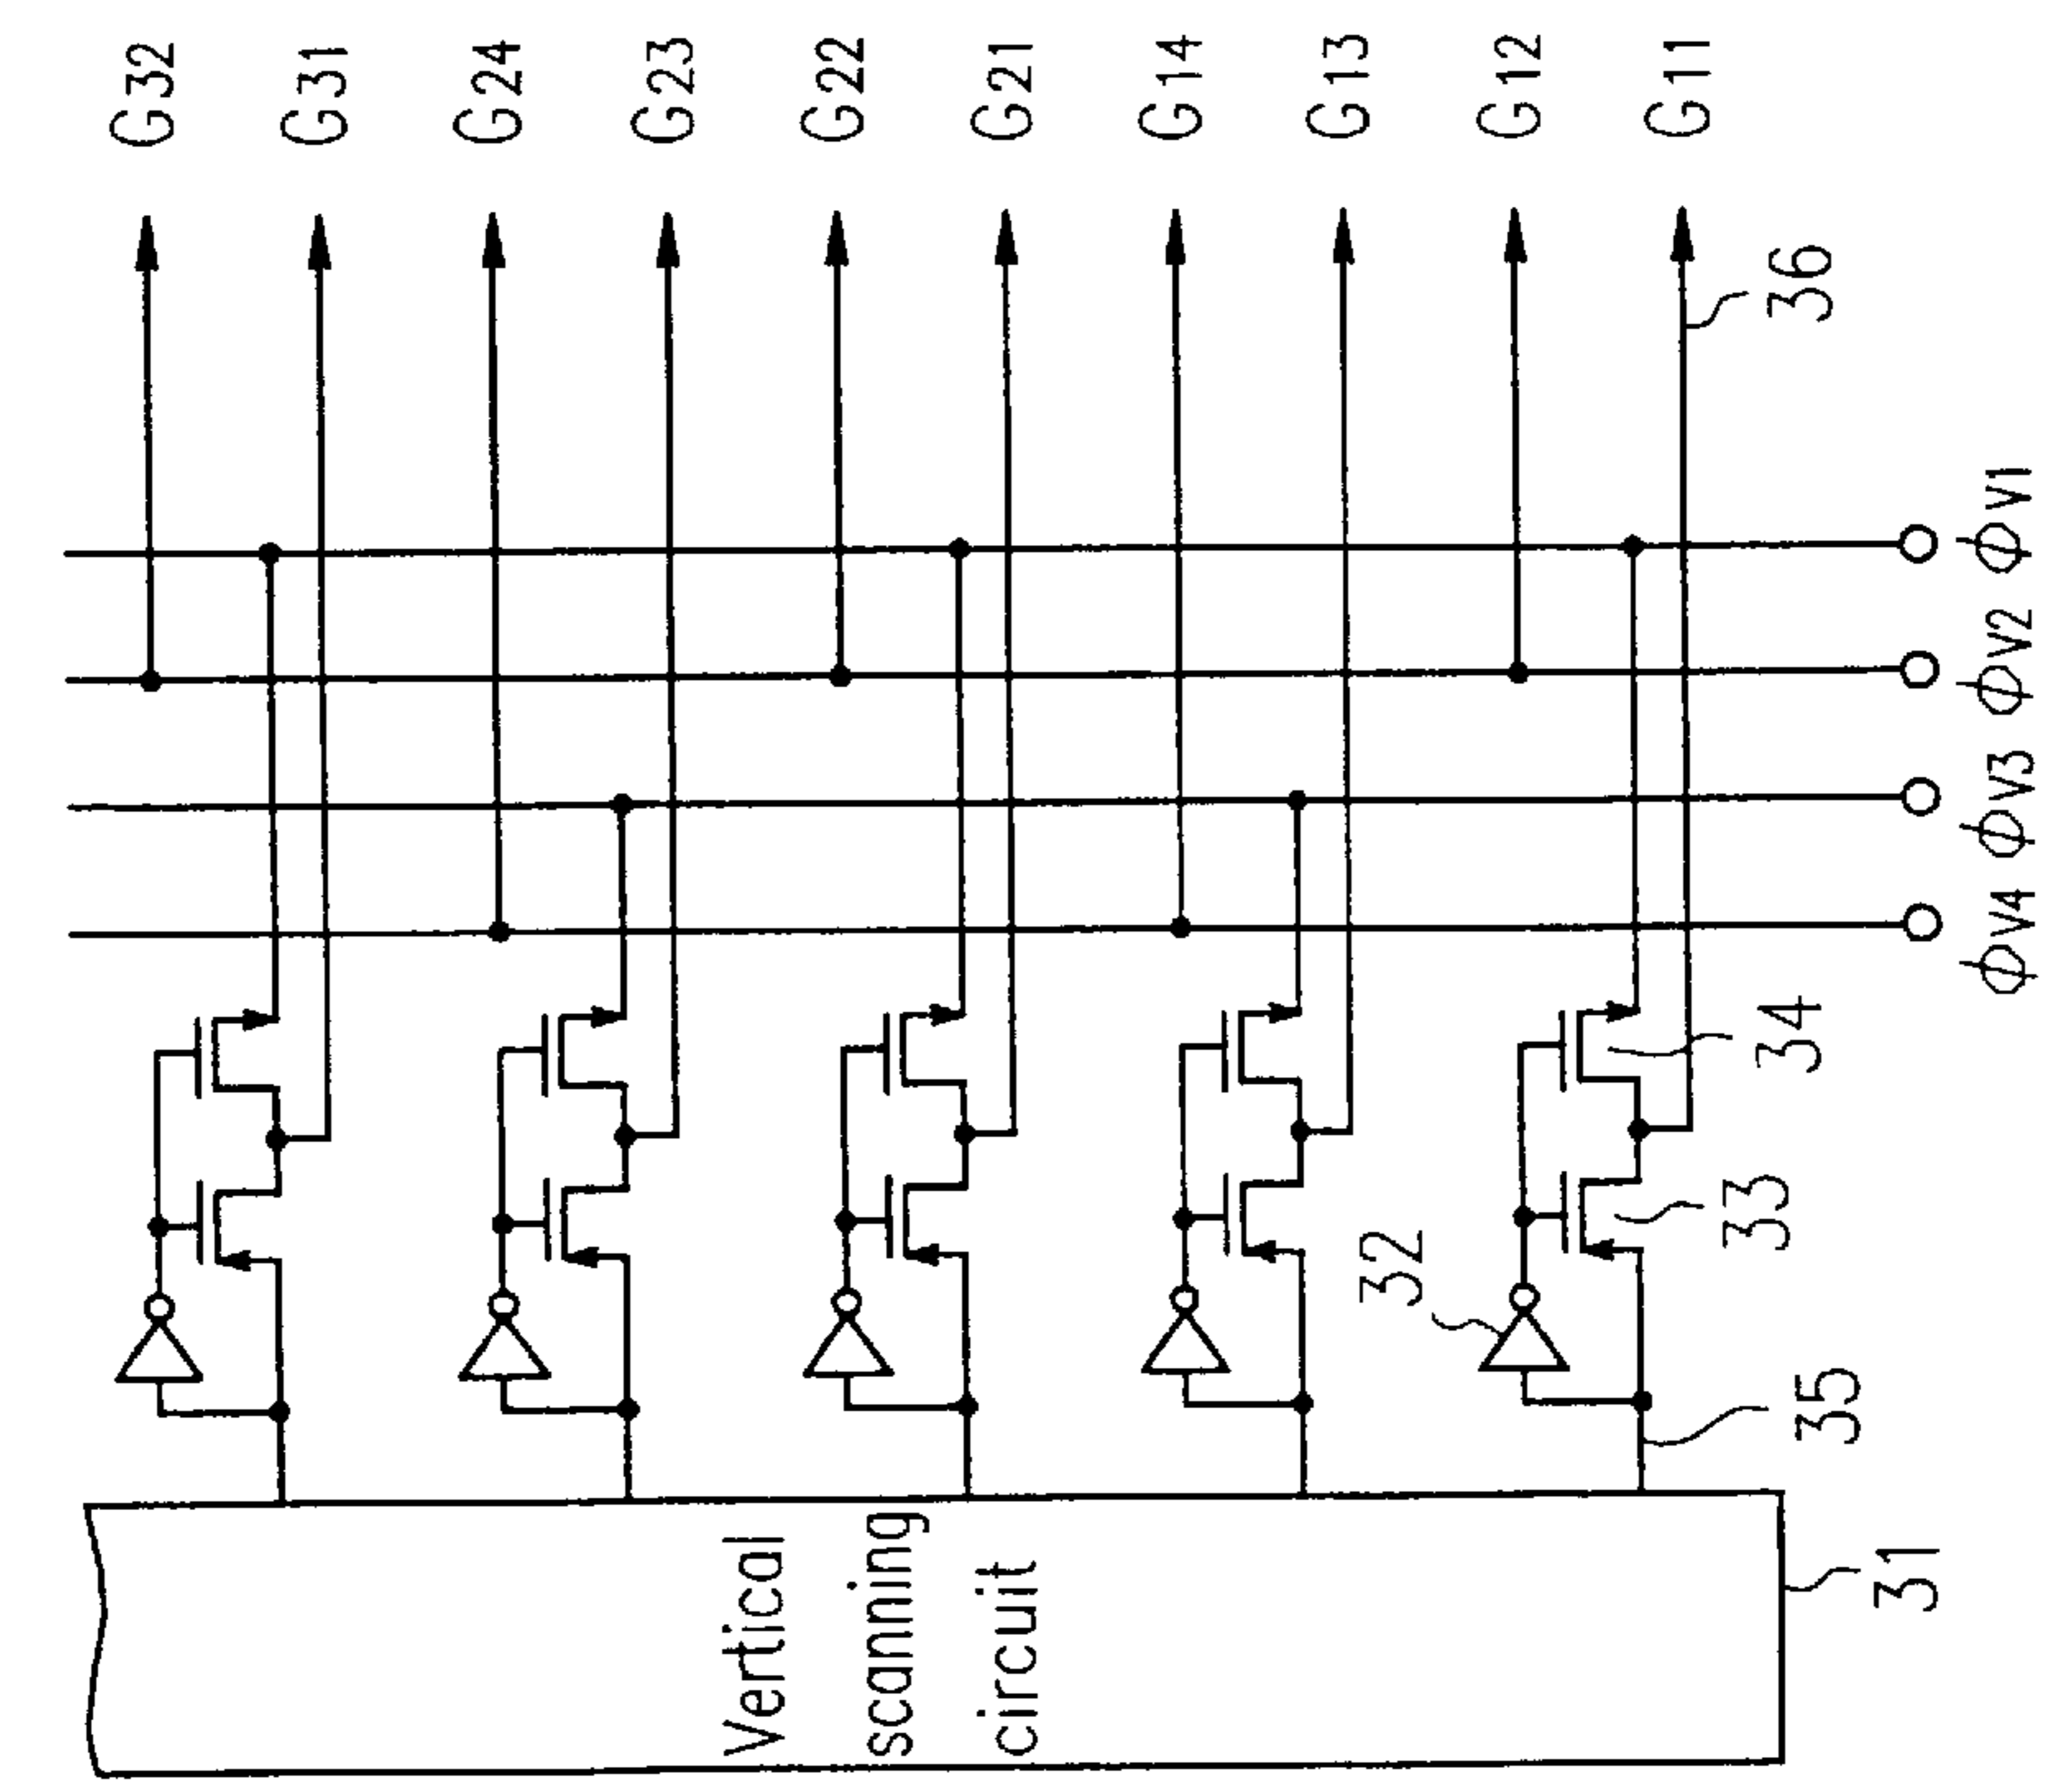 G32
G31
G24
G23
G22
G21
G14
G13
G12
G11
36
φV1
φV2
φV3
φV4
34
33
32
35
31
Vertical
scanning
circuit